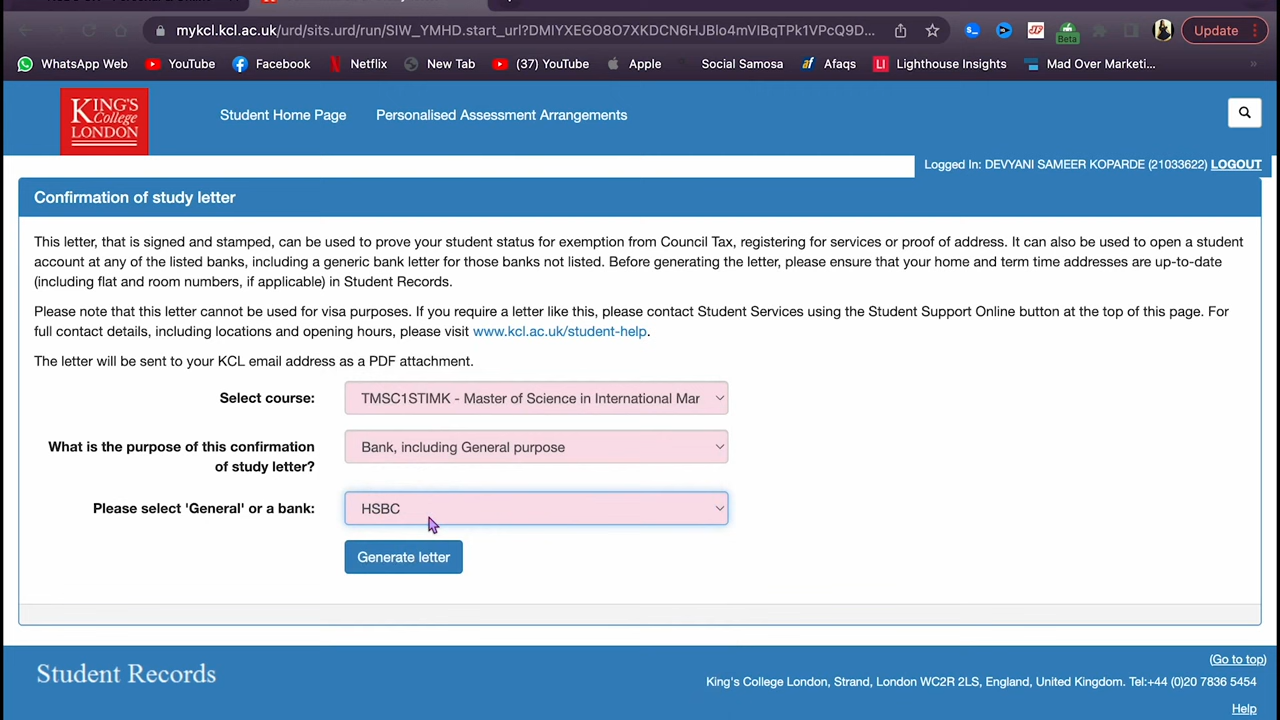 mykcl.kcl.ac.uk/urd/sits.urd/run/SIW_YMHD.start_url?DMIYXEGO8O7XKDCN6HJBlo4mVIBqTPk1VPcQ9D...
Beta
Update
WhatsApp Web
YouTube
Facebook
Netflix
New Tab
(37) YouTube
Apple
Social Samosa
Afaqs
Lighthouse Insights
Mad Over Marketi...
KING'S
College
LONDON
Student Home Page
Personalised Assessment Arrangements
Logged In: DEVYANI SAMEER KOPARDE (21033622) LOGOUT
Confirmation of study letter
This letter, that is signed and stamped, can be used to prove your student status for exemption from Council Tax, registering for services or proof of address. It can also be used to open a student
account at any of the listed banks, including a generic bank letter for those banks not listed. Before generating the letter, please ensure that your home and term time addresses are up-to-date
(including flat and room numbers, if applicable) in Student Records.
Please note that this letter cannot be used for visa purposes. If you require a letter like this, please contact Student Services using the Student Support Online button at the top of this page. For
full contact details, including locations and opening hours, please visit www.kcl.ac.uk/student-help.
The letter will be sent to your KCL email address as a PDF attachment.
Select course:
TMSC1STIMK - Master of Science in International Mar
What is the purpose of this confirmation
of study letter?
Bank, including General purpose
Please select 'General' or a bank:
HSBC
Generate letter
Student Records
(Go to top)
King's College London, Strand, London WC2R 2LS, England, United Kingdom. Tel:+44 (0)20 7836 5454
Help